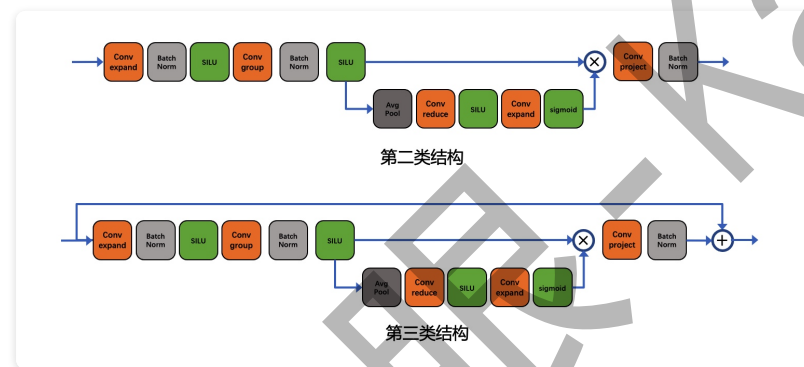 Conv expand
Batch Norm
SILU
Conv group
Batch Norm
SILU
Conv project
Batch Norm
Avg Pool
Conv reduce
SILU
Conv expand
sigmoid
第二类结构
Conv expand
Batch Norm
SILU
Conv group
Batch Norm
SILU
Conv project
Batch Norm
Avg Pool
Conv reduce
SILU
Conv expand
sigmoid
第三类结构